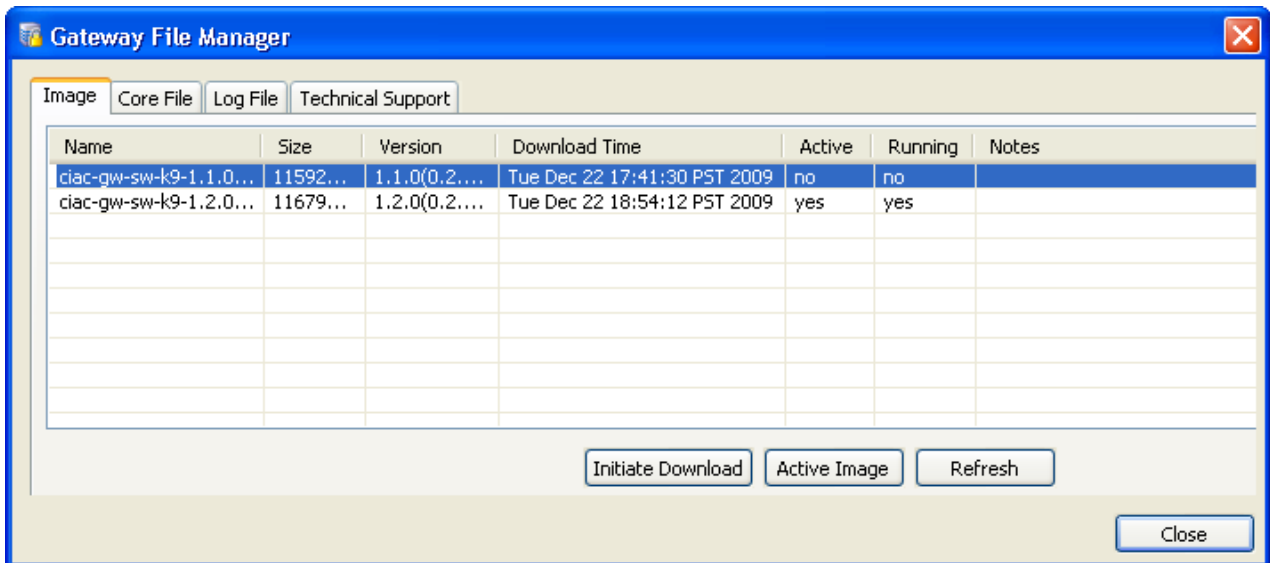 Gateway File Manager
Image Core File Log File Technical Support
Name Size Version Download Time Active Running Notes
ciac-gw-sw-k9-1.1.0... 11592... 1.1.0(0.2.... Tue Dec 22 17:41:30 PST 2009 no no
ciac-gw-sw-k9-1.2.0... 11679... 1.2.0(0.2.... Tue Dec 22 18:54:12 PST 2009 yes yes
Initiate Download Active Image Refresh
Close